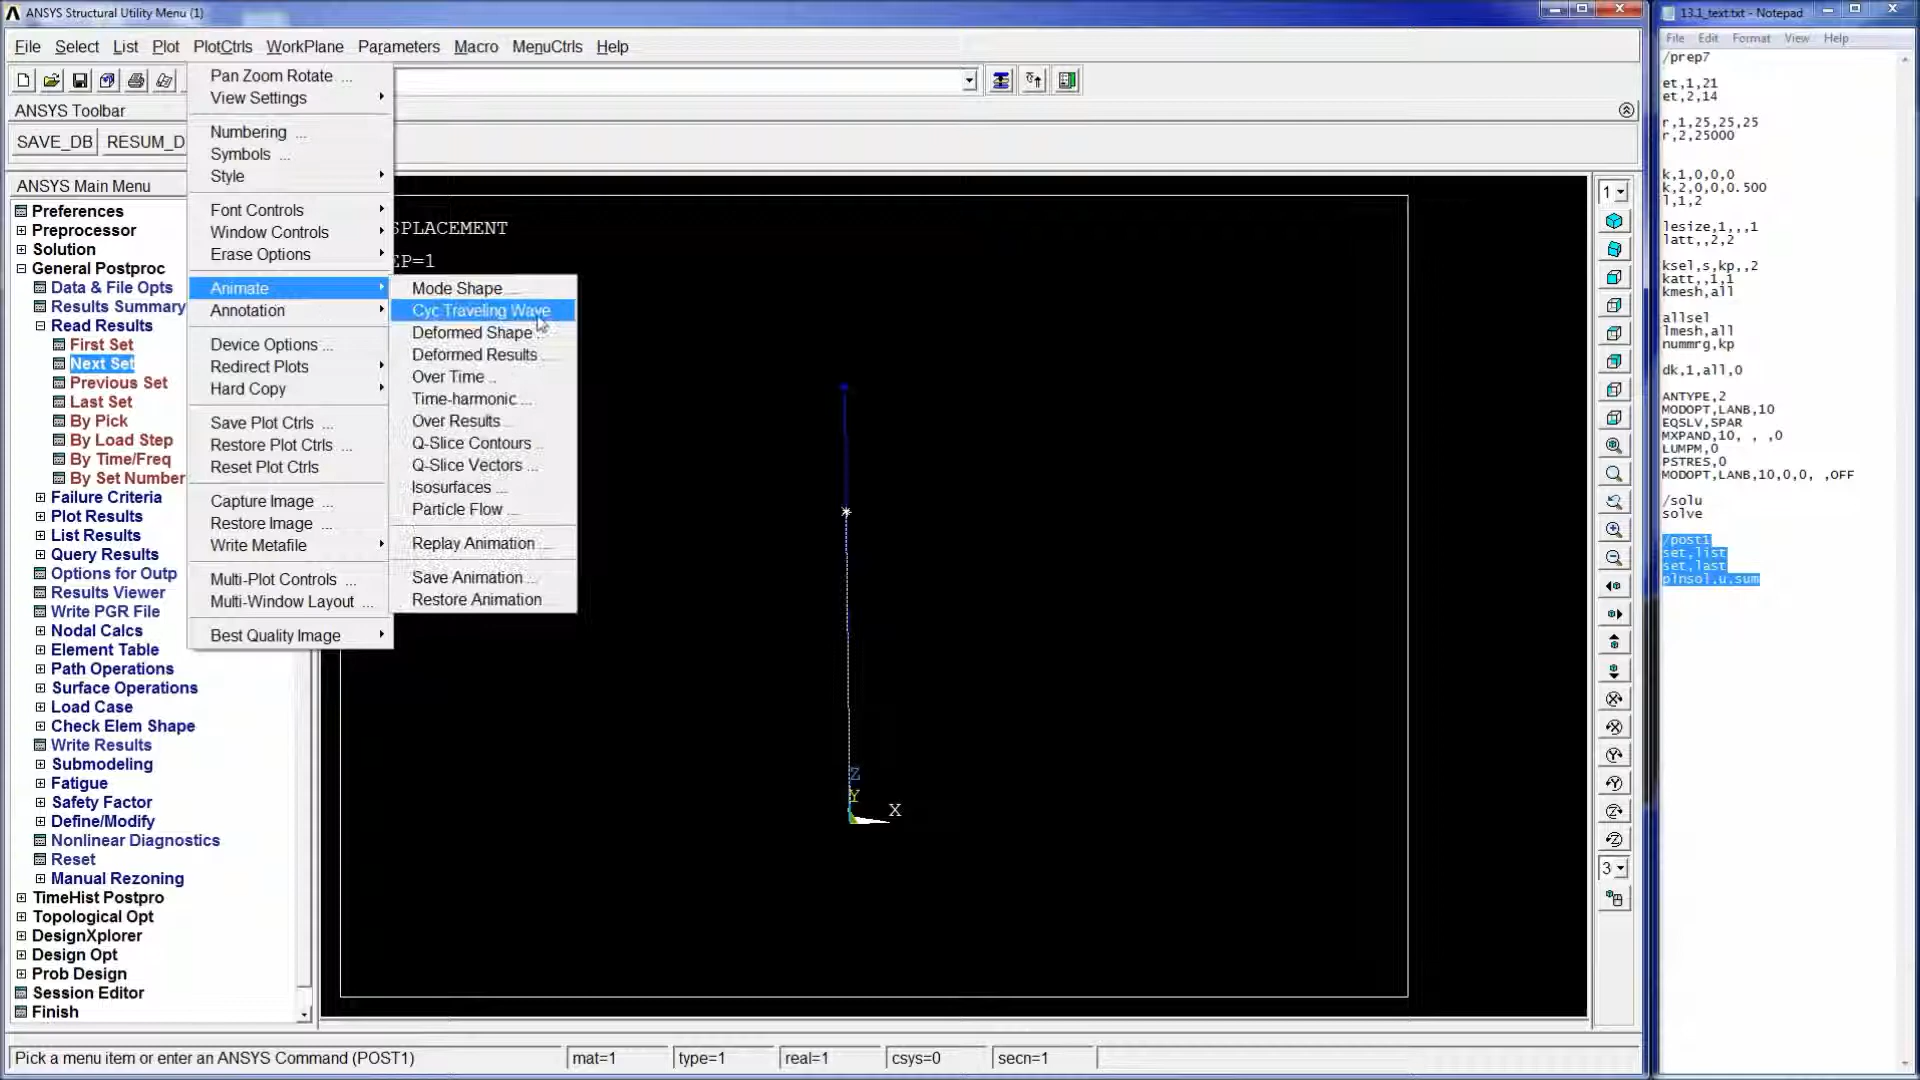 ANSYS Structural Utility Menu (1)
File Select List Plot PlotCtrls WorkPlane Parameters Macro MenuCtrls Help
ANSYS Toolbar
SAVE_DB RESUM_D
ANSYS Main Menu
Preferences
Preprocessor
Solution
General Postproc
Data & File Opts
Results Summary
Read Results
First Set
Next Set
Previous Set
Last Set
By Pick
By Load Step
By Time/Freq
By Set Number
Failure Criteria
Plot Results
List Results
Query Results
Options for Outp
Results Viewer
Write PGR File
Nodal Calcs
Element Table
Path Operations
Surface Operations
Load Case
Check Elem Shape
Write Results
Submodeling
Fatigue
Safety Factor
Define/Modify
Nonlinear Diagnostics
Reset
Manual Rezoning
TimeHist Postpro
Topological Opt
DesignXplorer
Design Opt
Prob Design
Session Editor
Finish
Pan Zoom Rotate ...
View Settings
Numbering ...
Symbols ...
Style
Font Controls
Window Controls
Erase Options
Animate
Annotation
Device Options ...
Redirect Plots
Hard Copy
Save Plot Ctrls ...
Restore Plot Ctrls ...
Reset Plot Ctrls
Capture Image ...
Restore Image ...
Write Metafile
Multi-Plot Controls ...
Multi-Window Layout ...
Best Quality Image
Mode Shape ...
Cyc Traveling Wave
Deformed Shape ...
Deformed Results ...
Over Time ...
Time-harmonic ...
Over Results ...
Q-Slice Contours ...
Q-Slice Vectors ...
Isosurfaces ...
Particle Flow ...
Replay Animation ...
Save Animation ...
Restore Animation
SPLACEMENT
EP=1
Z
Y
X
1
3
Pick a menu item or enter an ANSYS Command (POST1)
mat=1
type=1
real=1
csys=0
secn=1
13.1_text.txt - Notepad
File Edit Format View Help
/prep7
et,1,21
et,2,14
r,1,25,25,25
r,2,25000
k,1,0,0,0
k,2,0,0,0.500
l,1,2
lesize,1,,,1
latt,,2,2
ksel,s,kp,,2
katt,,1,1
kmesh,all
allsel
lmesh,all
nummrg,kp
dk,1,all,0
ANTYPE,2
MODOPT,LANB,10
EQSLV,SPAR
MXPAND,10, , ,0
LUMPM,0
PSTRES,0
MODOPT,LANB,10,0,0, ,OFF
/solu
solve
/post1
set,list
set,last
plnsol,u,sum